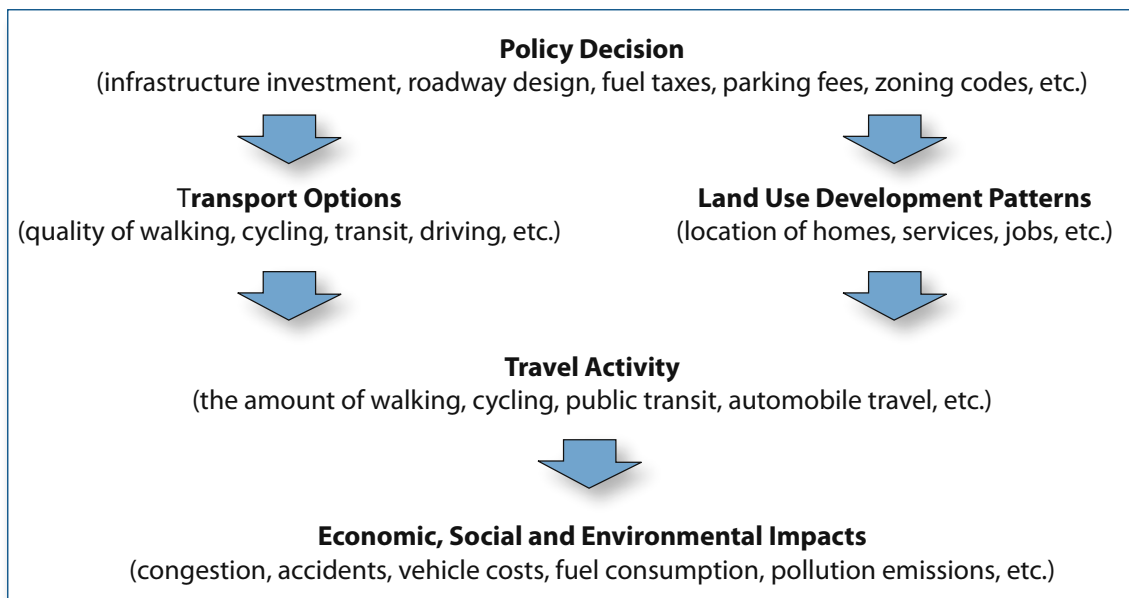 Policy Decision
(infrastructure investment, roadway design, fuel taxes, parking fees, zoning codes, etc.)
Transport Options
(quality of walking, cycling, transit, driving, etc.)
Land Use Development Patterns
(location of homes, services, jobs, etc.)
Travel Activity
(the amount of walking, cycling, public transit, automobile travel, etc.)
Economic, Social and Environmental Impacts
(congestion, accidents, vehicle costs, fuel consumption, pollution emissions, etc.)